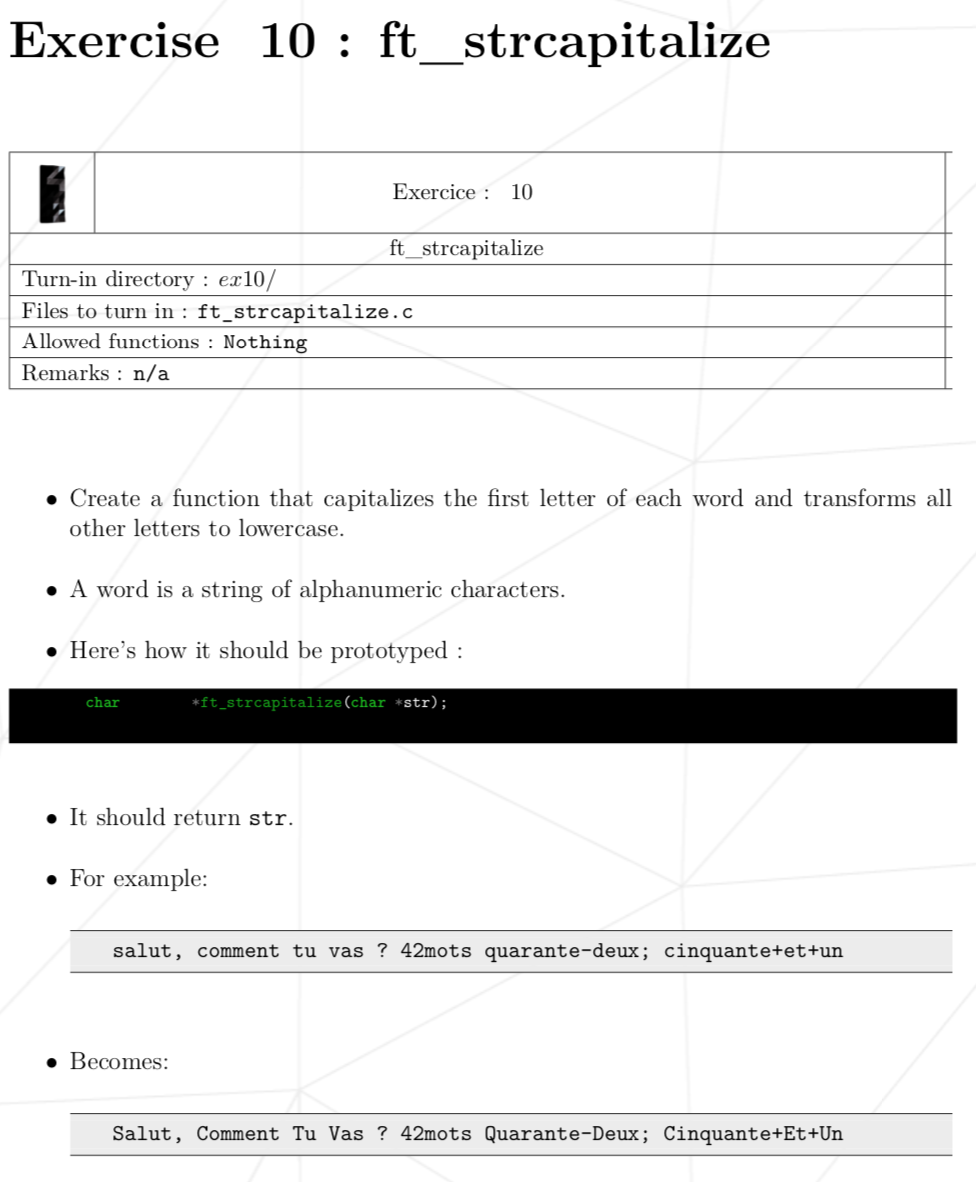 Exercise 10 : ft_strcapitalize
Exercice : 10
ft_strcapitalize
Turn-in directory : ex10/
Files to turn in : ft_strcapitalize.c
Allowed functions : Nothing
Remarks : n/a
• Create a function that capitalizes the first letter of each word and transforms all
other letters to lowercase.
• A word is a string of alphanumeric characters.
• Here's how it should be prototyped :
char *ft_strcapitalize(char *str);
• It should return str.
• For example:
salut, comment tu vas ? 42mots quarante-deux; cinquante+et+un
• Becomes:
Salut, Comment Tu Vas ? 42mots Quarante-Deux; Cinquante+Et+Un